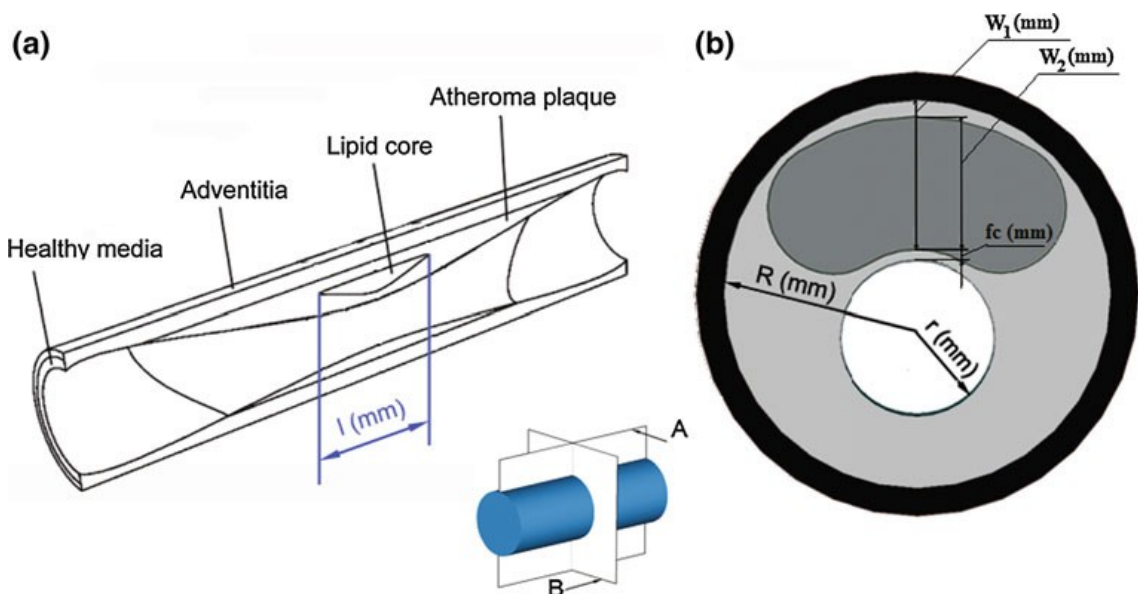 (a)
Atheroma plaque
Lipid core
Adventitia
Healthy media
l (mm)
A
B
(b)
W1 (mm)
W2 (mm)
fc (mm)
R (mm)
r (mm)